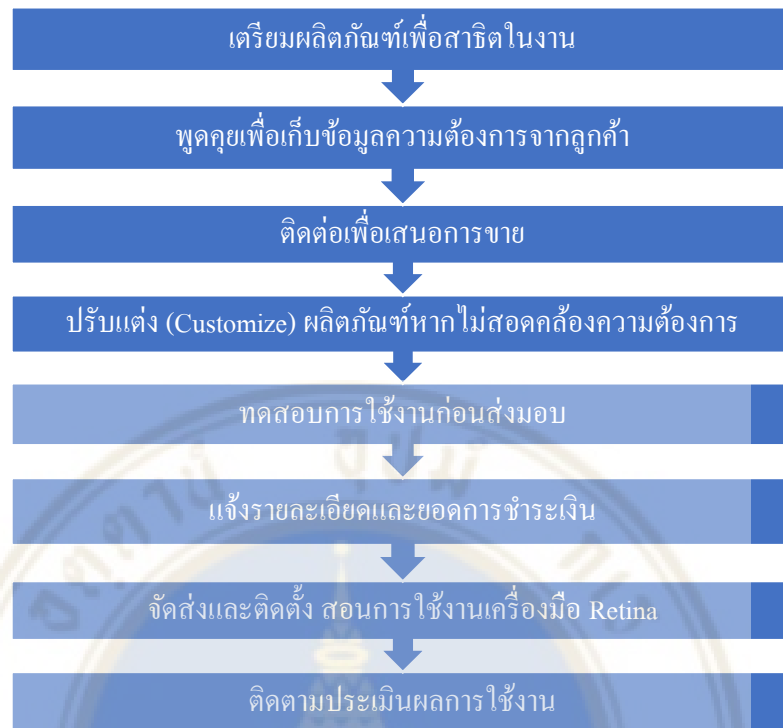 เตรียมผลิตภัณฑ์เพื่อสาธิตในงาน
พูดคุยเพื่อเก็บข้อมูลความต้องการจากลูกค้า
ติดต่อเพื่อเสนอการขาย
ปรับแต่ง (Customize) ผลิตภัณฑ์หากไม่สอดคล้องความต้องการ
ทดสอบการใช้งานก่อนส่งมอบ
แจ้งรายละเอียดและยอดการชำระเงิน
จัดส่งและติดตั้ง สอนการใช้งานเครื่องมือ Retina
ติดตามประเมินผลการใช้งาน